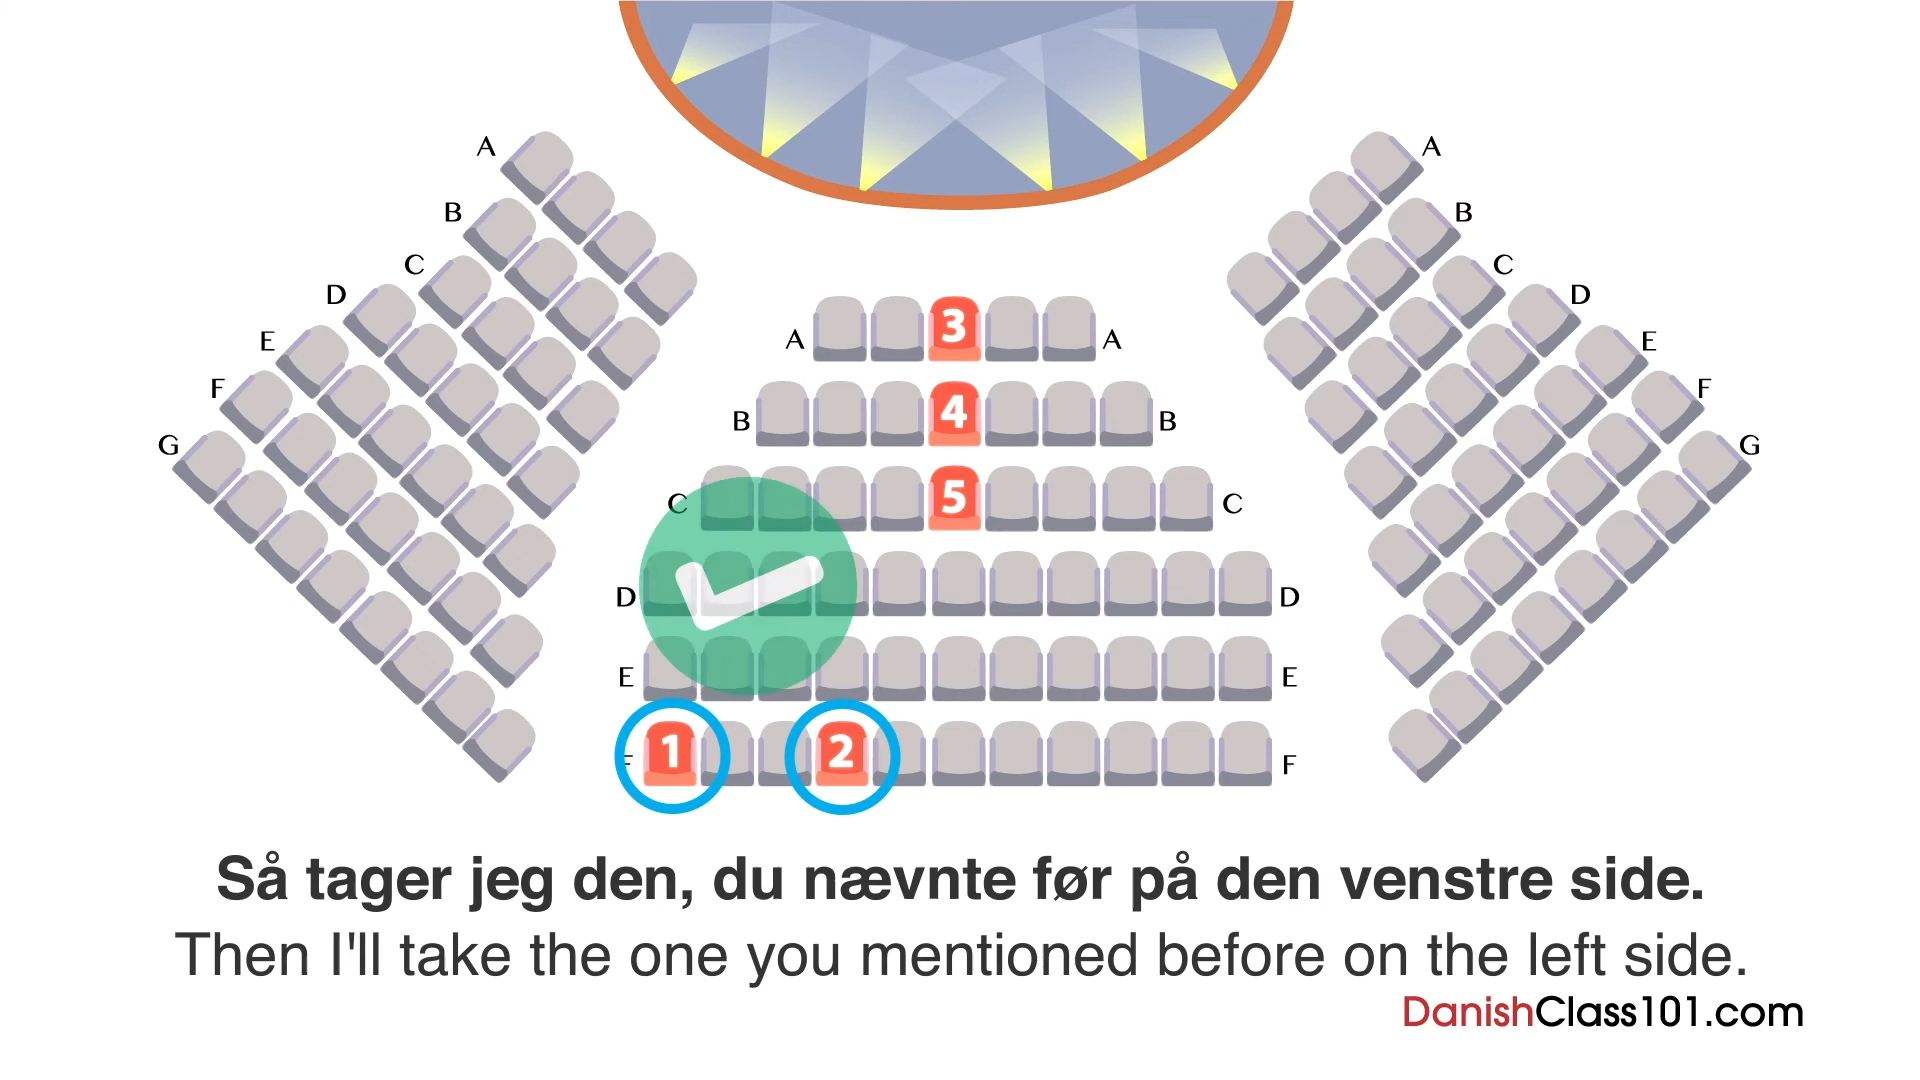 A A
B B
C C
D D
E E
F F
G G
A 3 A
B 4 B
C 5 C
D D
E E
F 1 2 F
Så tager jeg den, du nævnte før på den venstre side.
Then I'll take the one you mentioned before on the left side.
DanishClass101.com